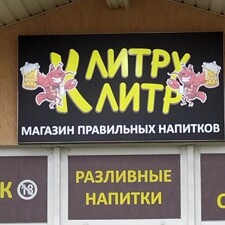 К ЛИТРУ
ЛИТР
МАГАЗИН ПРАВИЛЬНЫХ НАПИТКОВ
18
РАЗЛИВНЫЕ
НАПИТКИ